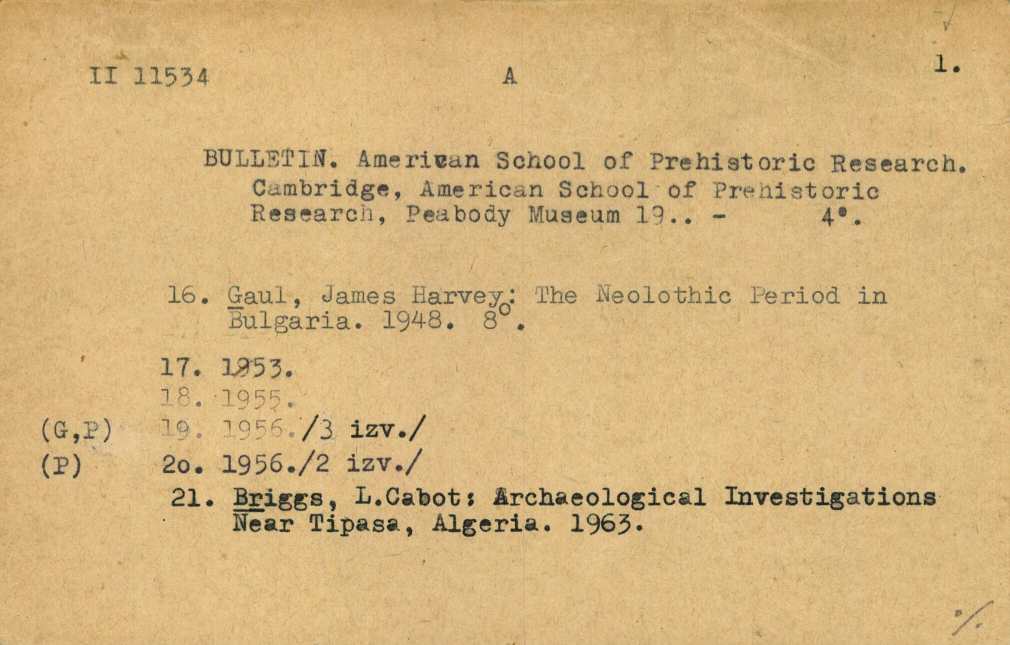 II 11534 A 1.
BULLETIN. American School of Prehistoric Research.
Cambridge, American School of Prehistoric
Research, Peabody Museum 19.. - 4°.
16. Gaul, James Harvey: The Neolothic Period in
Bulgaria. 1948. 8°.
17. 1953.
18. 1955.
(G,P) 19. 1956./3 izv./
(P) 2o. 1956./2 izv./
21. Briggs, L.Cabot: Archaeological Investigations
Near Tipasa, Algeria. 1963.
./.